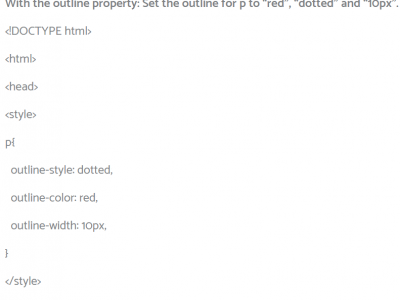 With the outline property: Set the outline for p to “red”, “dotted” and “10px”.
<!DOCTYPE html>
<html>
<head>
<style>
p{
outline-style: dotted,
outline-color: red,
outline-width: 10px,
}
</style>